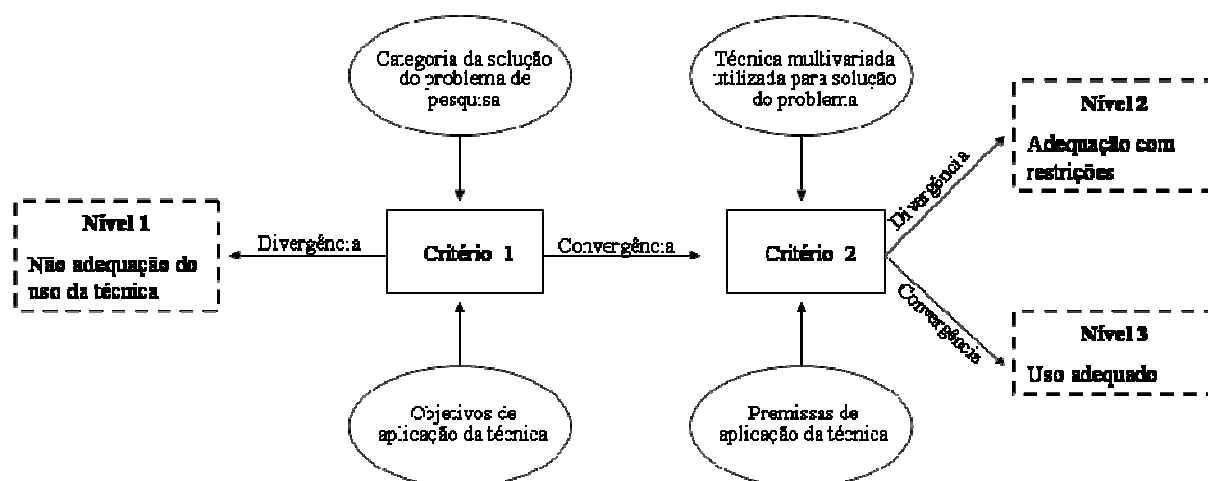 Categoria da solução
do problema de
pesquisa
Técnica multivariada
utilizada para solução
do problema
Nível 2
Adequação com
restrições
Nível 1
Não adequação do
uso da técnica
Divergência
Critério 1
Convergência
Critério 2
Divergência
Convergência
Nível 3
Uso adequado
Objetivos de
aplicação da técnica
Premissas de
aplicação da técnica